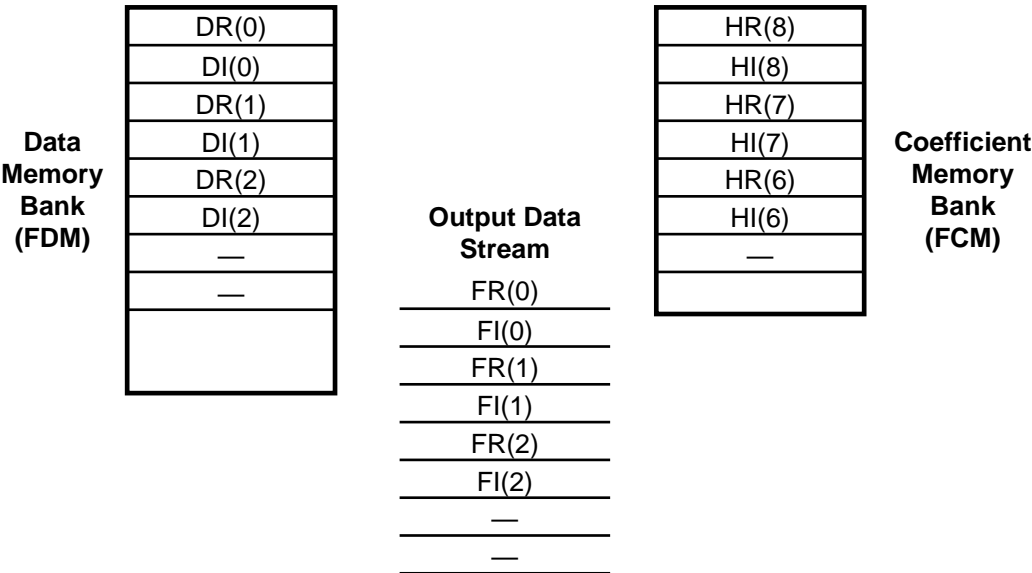 Data
Memory
Bank
(FDM)
DR(0)
DI(0)
DR(1)
DI(1)
DR(2)
DI(2)
—
—
Output Data
Stream
FR(0)
FI(0)
FR(1)
FI(1)
FR(2)
FI(2)
—
—
HR(8)
HI(8)
HR(7)
HI(7)
HR(6)
HI(6)
—
Coefficient
Memory
Bank
(FCM)